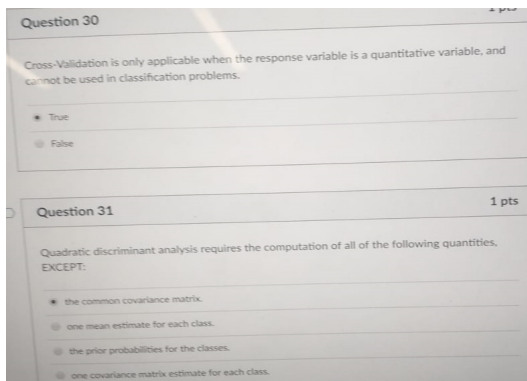 Question 30
Cross-Validation is only applicable when the response variable is a quantitative variable, and
cannot be used in classification problems.
True
False
Question 31
1 pts
Quadratic discriminant analysis requires the computation of all of the following quantities,
EXCEPT:
the common covariance matrix.
one mean estimate for each class.
the prior probabilities for the classes.
one covariance matrix estimate for each class.